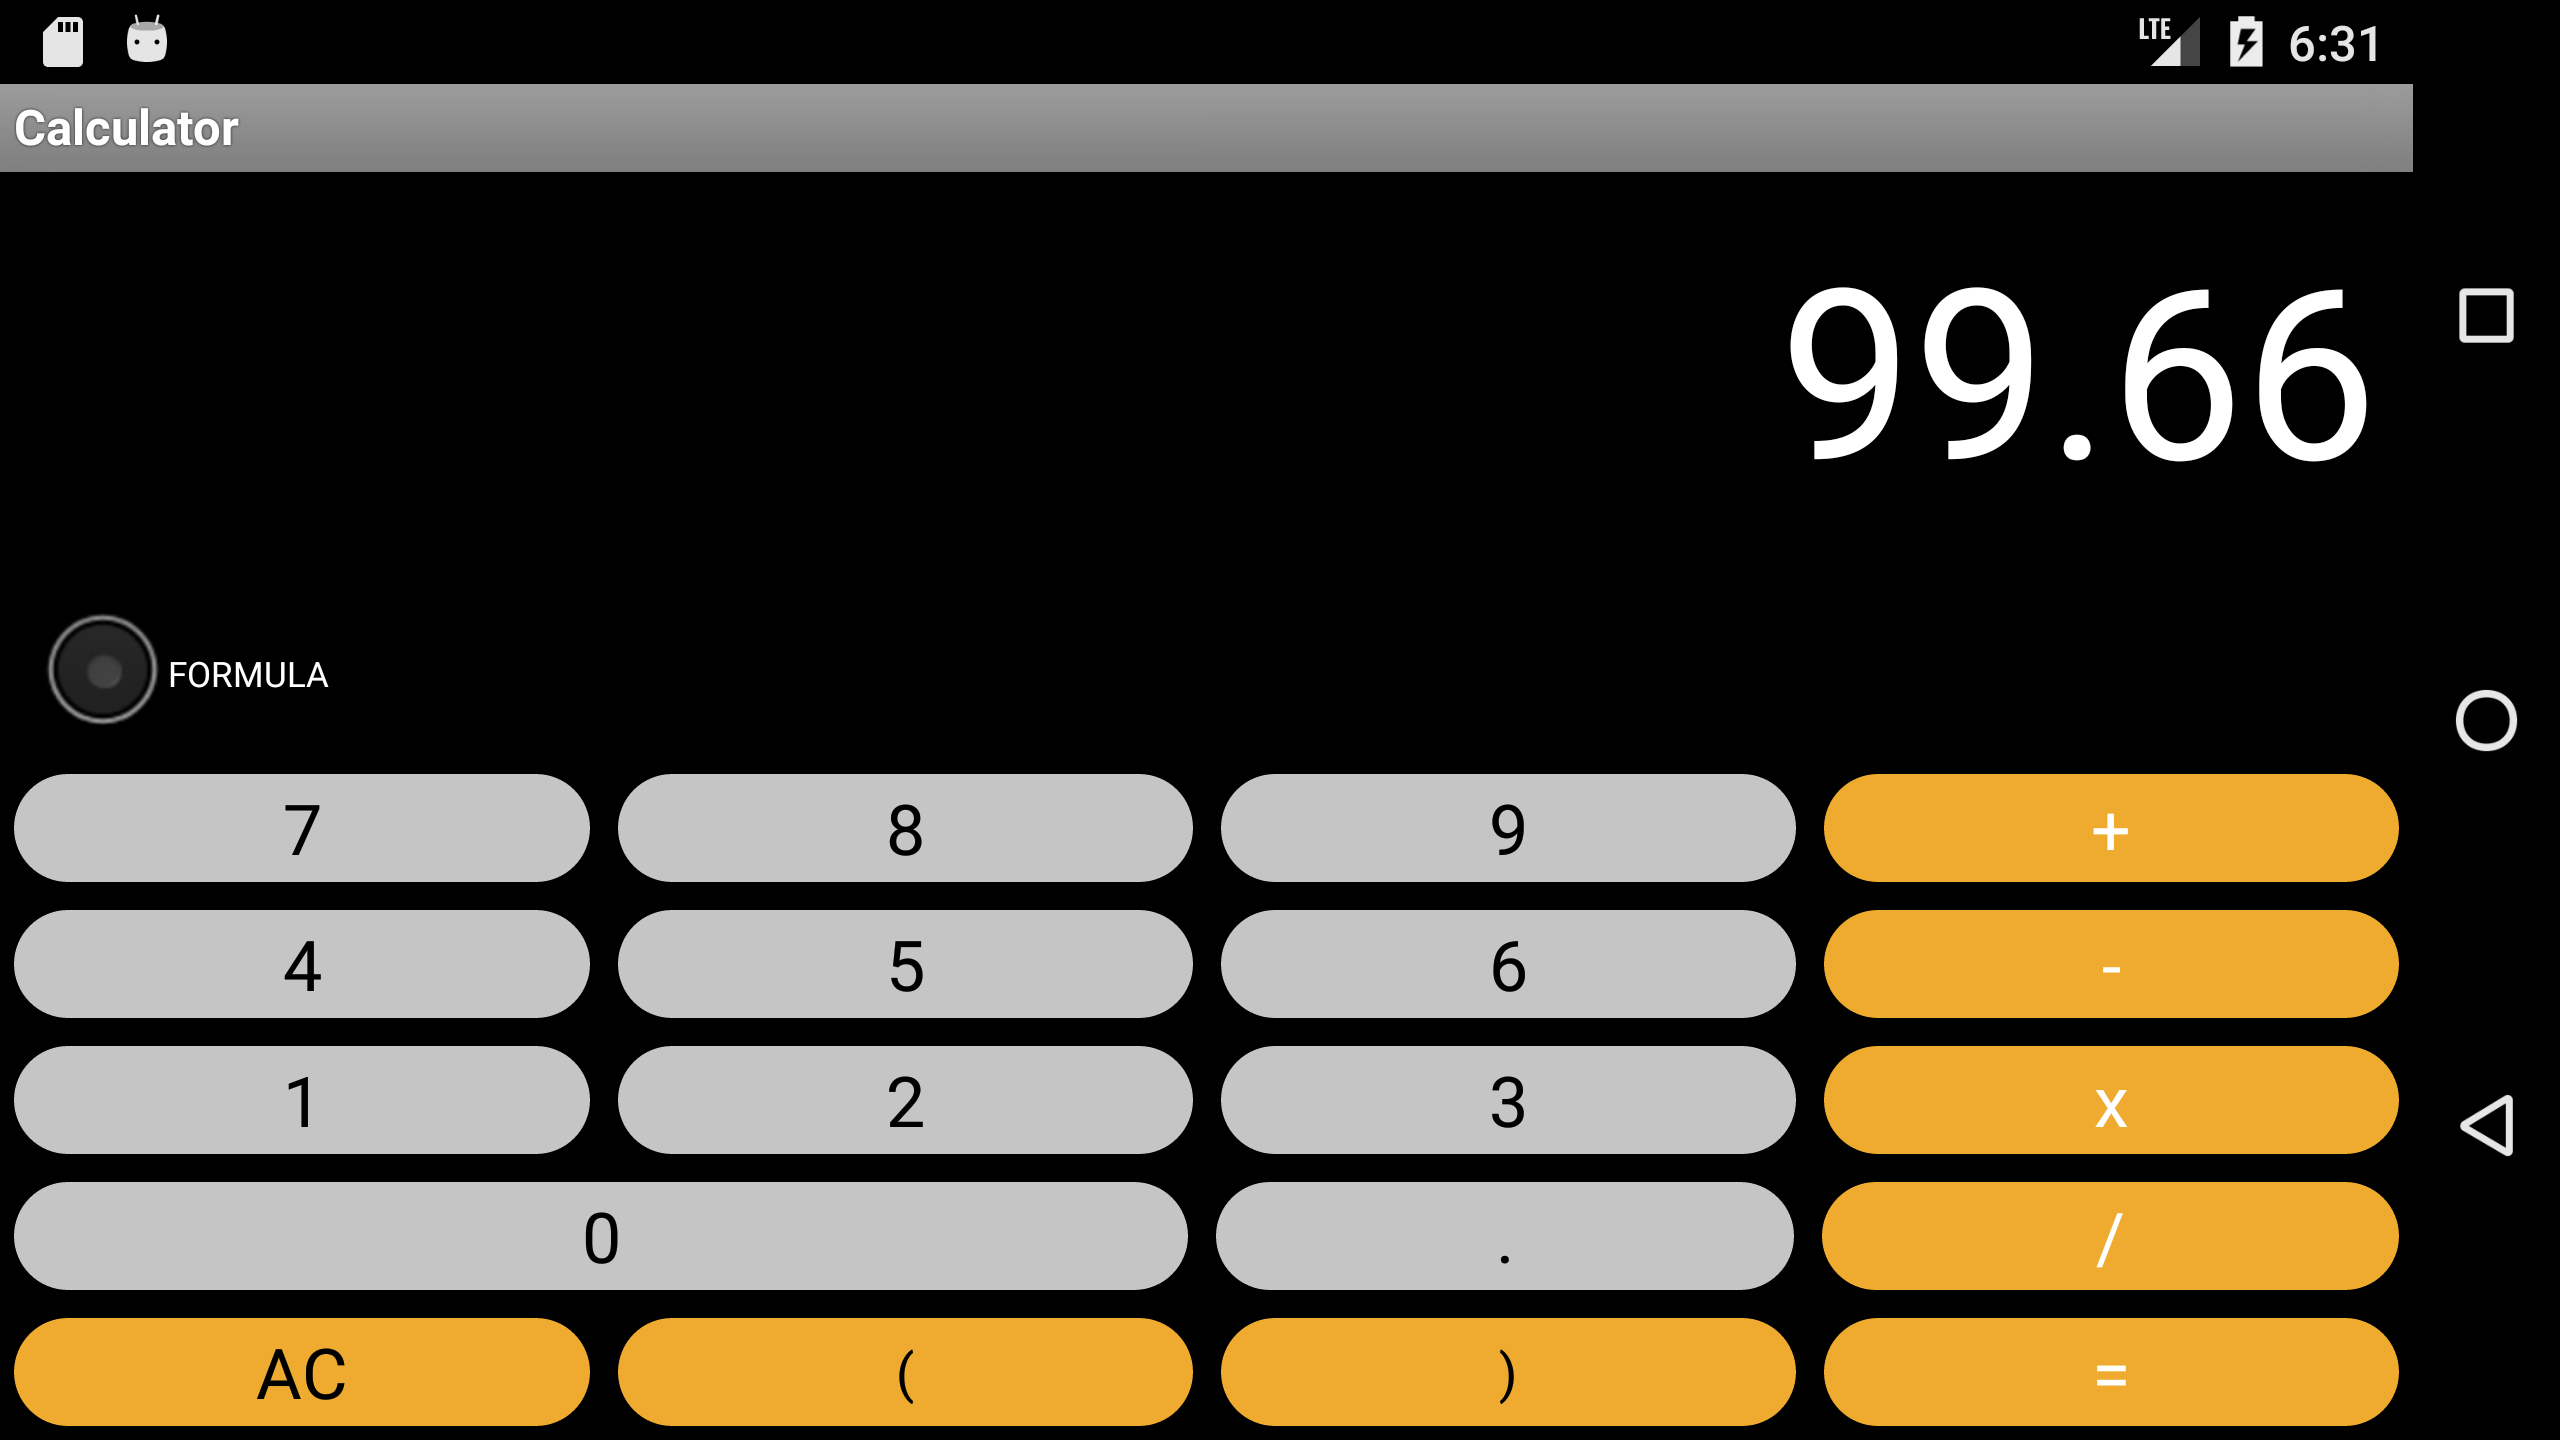 LTE 6:31
Calculator
99.66
FORMULA
7 8 9 +
4 5 6 -
1 2 3 x
0 . /
AC ( ) =